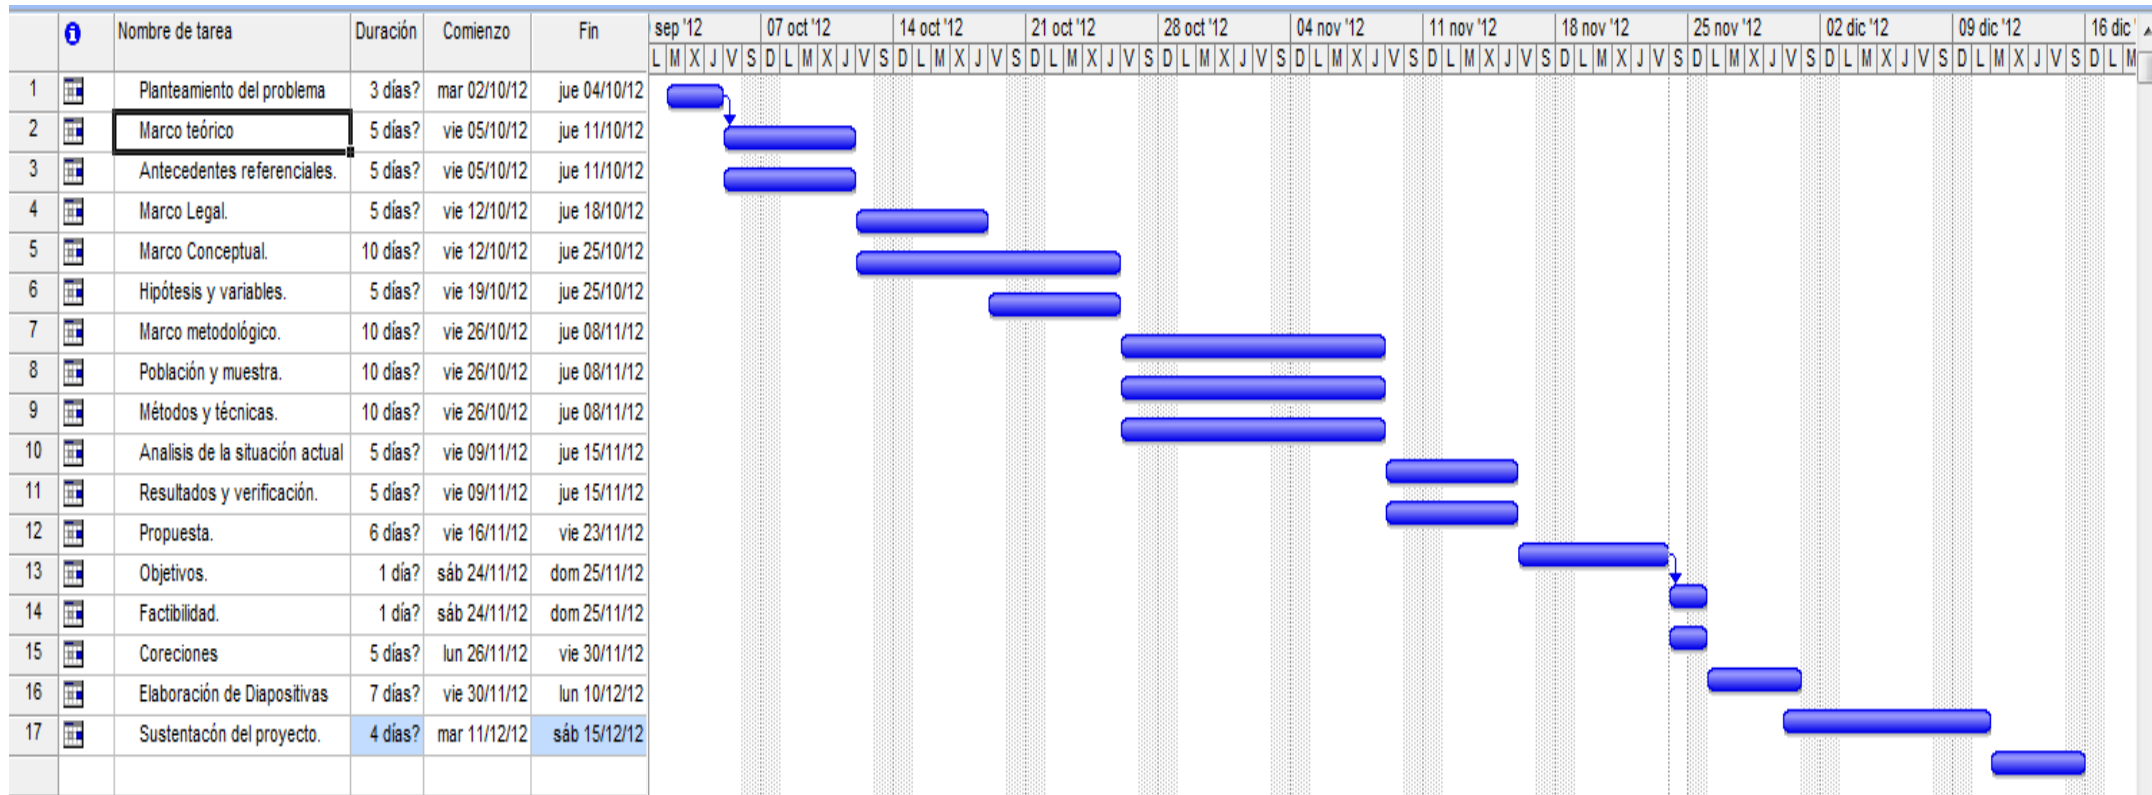 Nombre de tarea Duración Comienzo Fin sep '12 07 oct '12 14 oct '12 21 oct '12 28 oct '12 04 nov '12 11 nov '12 18 nov '12 25 nov '12 02 dic '12 09 dic '12 16 dic '
L M X J V S D L M X J V S D L M X J V S D L M X J V S D L M X J V S D L M X J V S D L M X J V S D L M X J V S D L M X J V S D L M X J V S D L M X J V S D L M
1 Planteamiento del problema 3 días? mar 02/10/12 jue 04/10/12
2 Marco teórico 5 días? vie 05/10/12 jue 11/10/12
3 Antecedentes referenciales. 5 días? vie 05/10/12 jue 11/10/12
4 Marco Legal. 5 días? vie 12/10/12 jue 18/10/12
5 Marco Conceptual. 10 días? vie 12/10/12 jue 25/10/12
6 Hipótesis y variables. 5 días? vie 19/10/12 jue 25/10/12
7 Marco metodológico. 10 días? vie 26/10/12 jue 08/11/12
8 Población y muestra. 10 días? vie 26/10/12 jue 08/11/12
9 Métodos y técnicas. 10 días? vie 26/10/12 jue 08/11/12
10 Analisis de la situación actual 5 días? vie 09/11/12 jue 15/11/12
11 Resultados y verificación. 5 días? vie 09/11/12 jue 15/11/12
12 Propuesta. 6 días? vie 16/11/12 vie 23/11/12
13 Objetivos. 1 día? sáb 24/11/12 dom 25/11/12
14 Factibilidad. 1 día? sáb 24/11/12 dom 25/11/12
15 Coreciones 5 días? lun 26/11/12 vie 30/11/12
16 Elaboración de Diapositivas 7 días? vie 30/11/12 lun 10/12/12
17 Sustentacón del proyecto. 4 días? mar 11/12/12 sáb 15/12/12